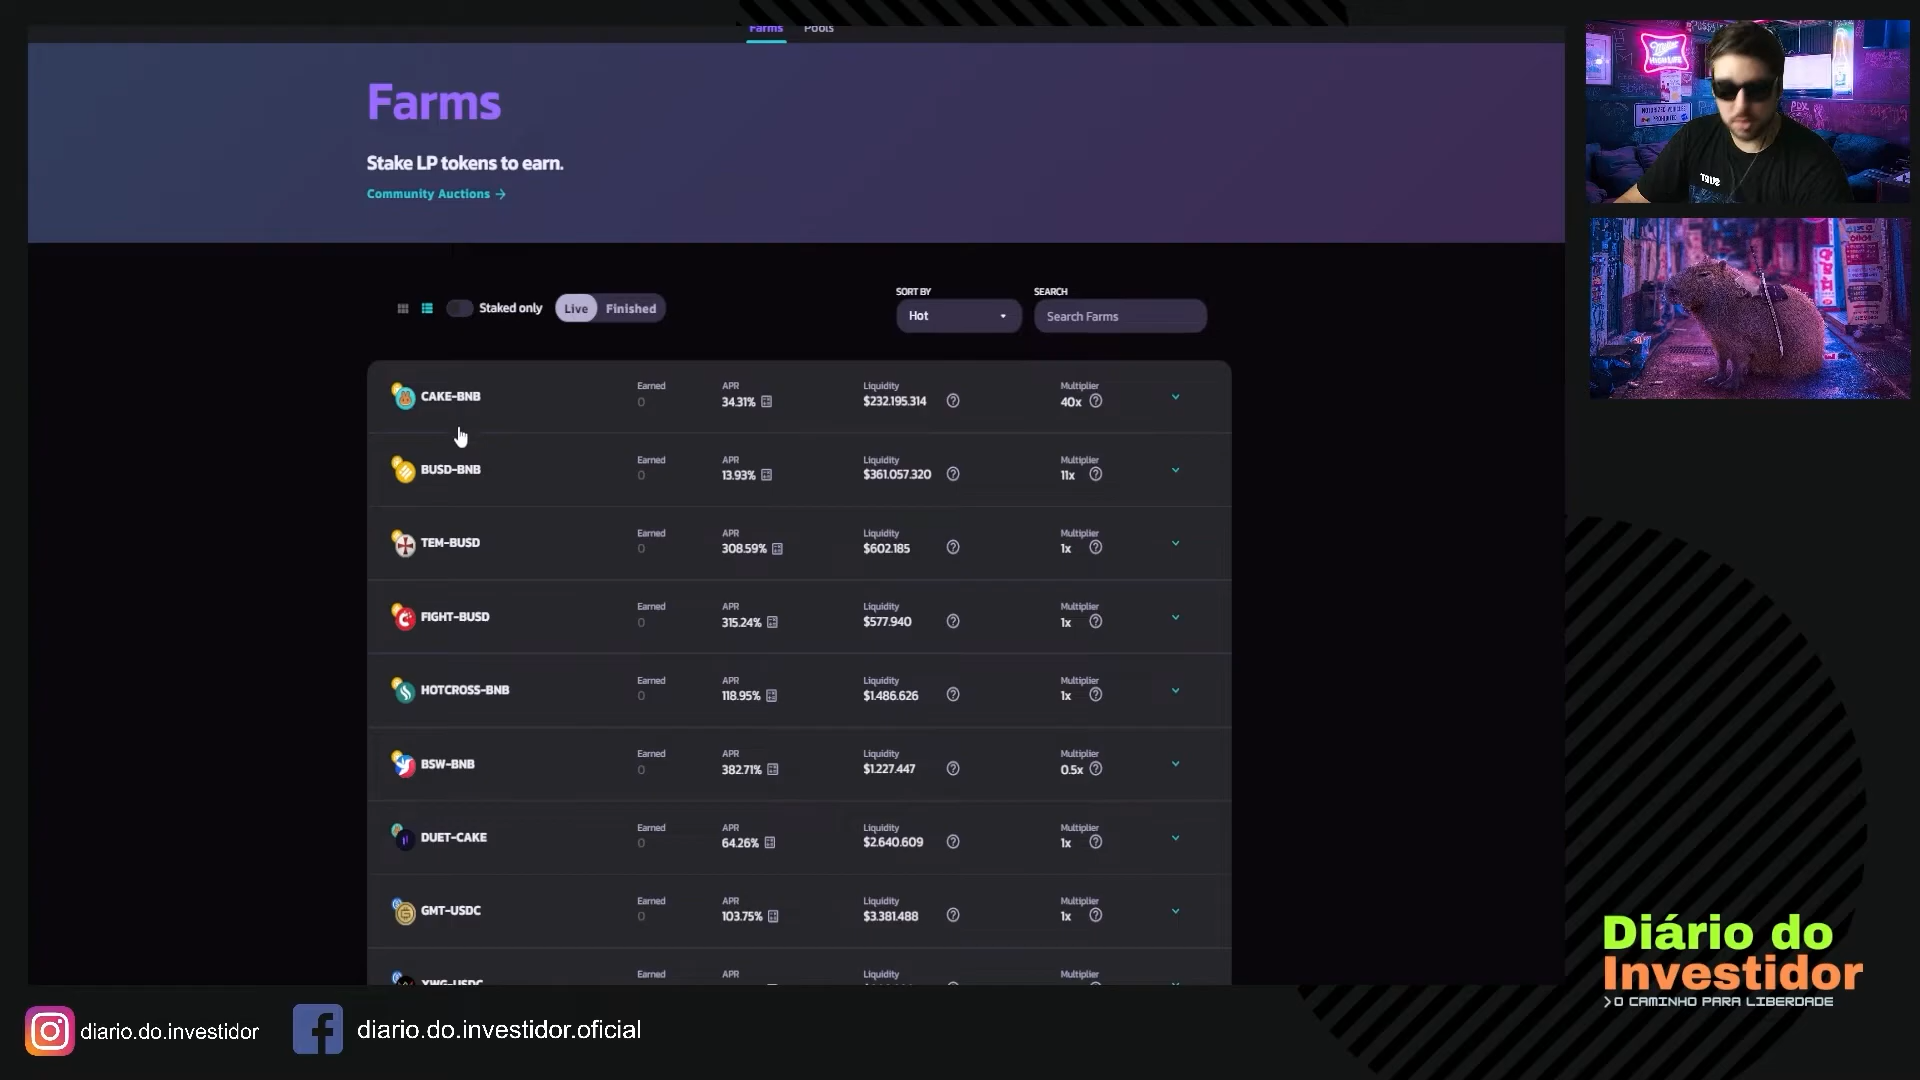 Farms Pools
Farms
Stake LP tokens to earn.
Community Auctions →
Staked only Live Finished
SORT BY
Hot
SEARCH
Search Farms
CAKE-BNB Earned 0 APR 34.31% Liquidity $232.195.314 Multiplier 40x
BUSD-BNB Earned 0 APR 13.93% Liquidity $361.057.320 Multiplier 11x
TEM-BUSD Earned 0 APR 308.59% Liquidity $602.185 Multiplier 1x
FIGHT-BUSD Earned 0 APR 315.24% Liquidity $577.940 Multiplier 1x
HOTCROSS-BNB Earned 0 APR 118.95% Liquidity $1.486.626 Multiplier 1x
BSW-BNB Earned 0 APR 382.71% Liquidity $1.227.447 Multiplier 0.5x
DUET-CAKE Earned 0 APR 64.26% Liquidity $2.640.609 Multiplier 1x
GMT-USDC Earned 0 APR 103.75% Liquidity $3.381.488 Multiplier 1x
XWG-USDC Earned APR Liquidity Multiplier
Miller
HIGH LIFE
Diário do
Investidor
>O CAMINHO PARA LIBERDADE
diario.do.investidor
diario.do.investidor.oficial